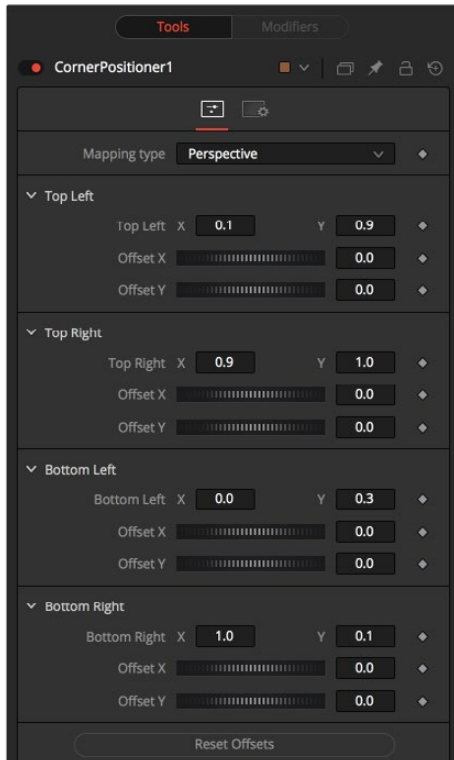 Tools Modifiers
CornerPositioner1
Mapping type Perspective
Top Left
Top Left X 0.1 Y 0.9
Offset X 0.0
Offset Y 0.0
Top Right
Top Right X 0.9 Y 1.0
Offset X 0.0
Offset Y 0.0
Bottom Left
Bottom Left X 0.0 Y 0.3
Offset X 0.0
Offset Y 0.0
Bottom Right
Bottom Right X 1.0 Y 0.1
Offset X 0.0
Offset Y 0.0
Reset Offsets